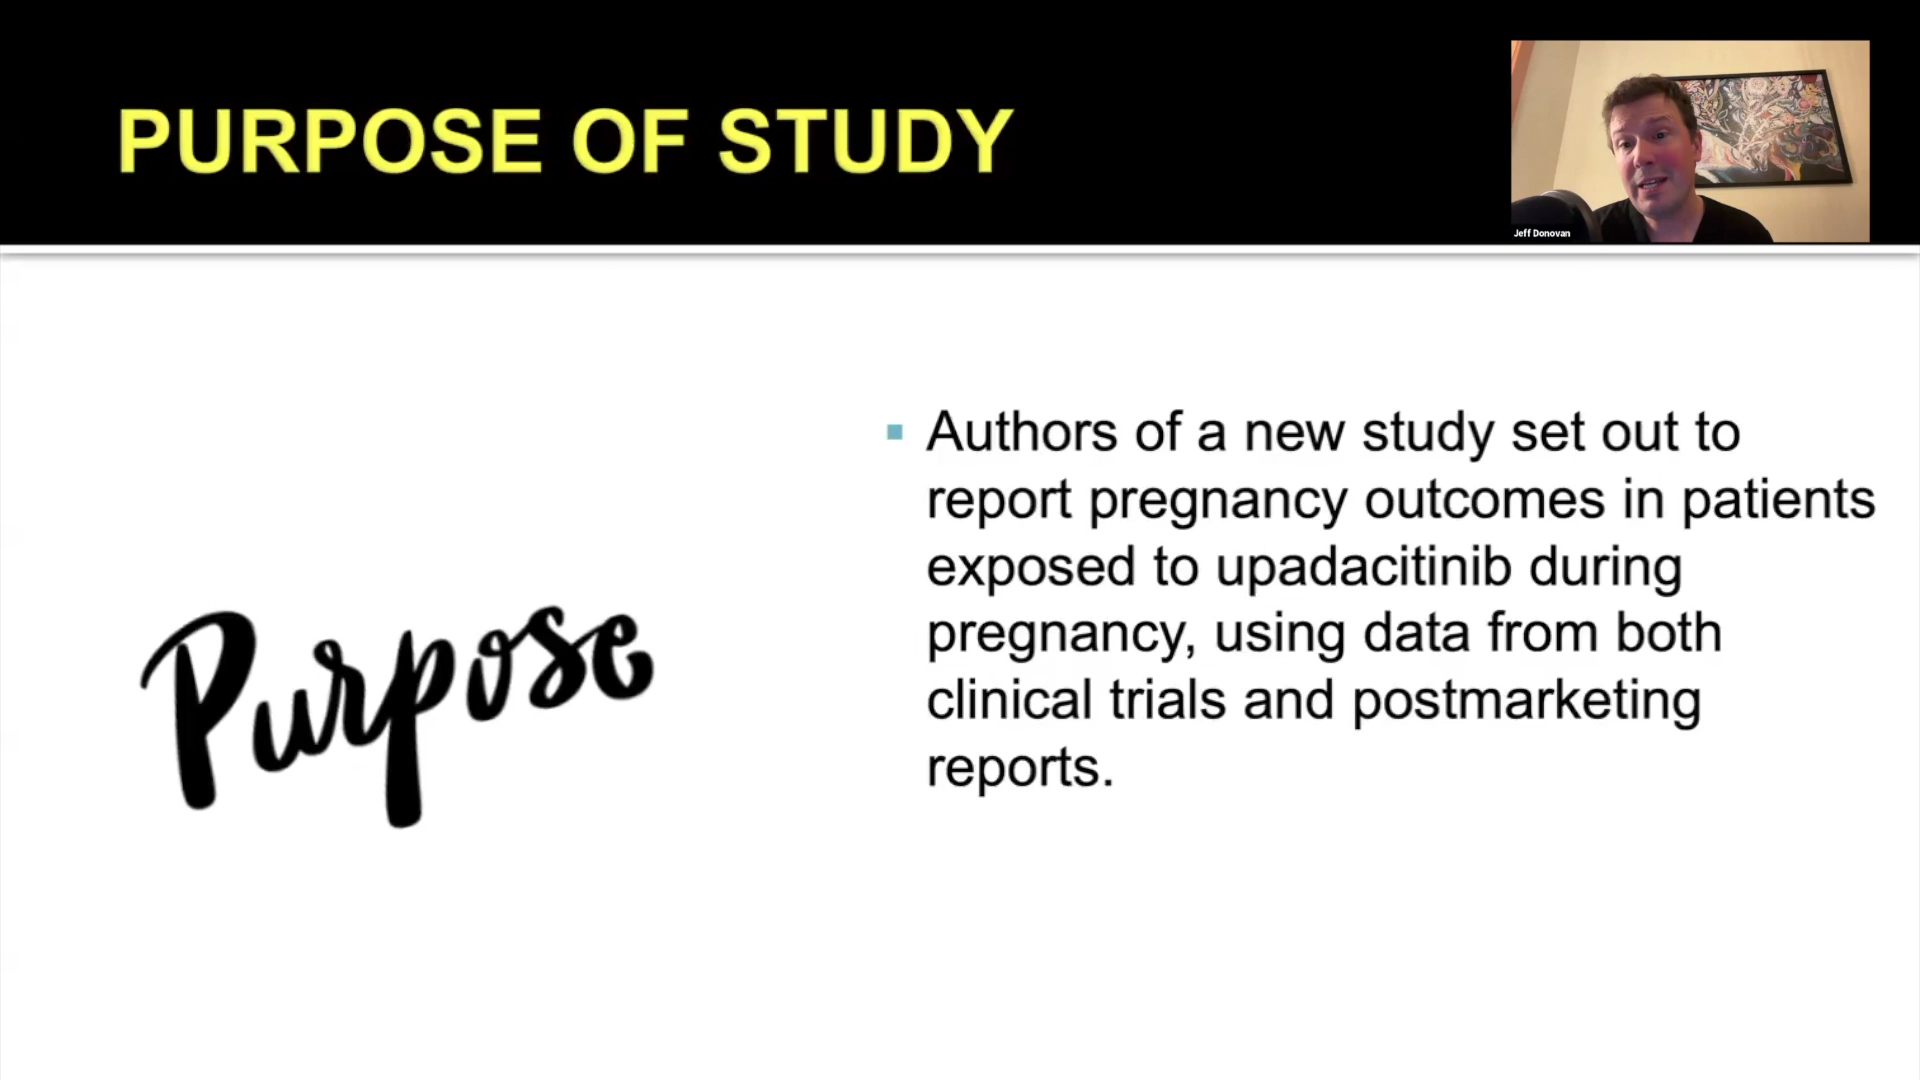 PURPOSE OF STUDY
Jeff Donovan
Purpose
Authors of a new study set out to
report pregnancy outcomes in patients
exposed to upadacitinib during
pregnancy, using data from both
clinical trials and postmarketing
reports.